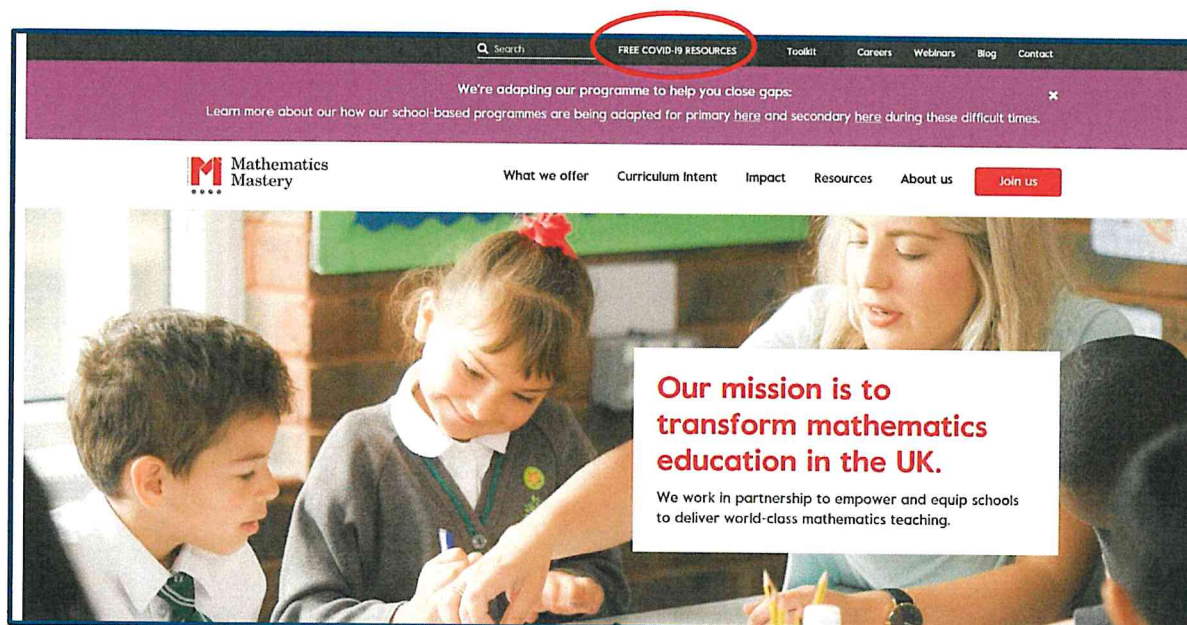 Search FREE COVID-19 RESOURCES Toolkit Careers Webinars Blog Contact
We're adapting our programme to help you close gaps:
Learn more about our how our school-based programmes are being adapted for primary here and secondary here during these difficult times.
Mathematics
Mastery
What we offer Curriculum Intent Impact Resources About us Join us
Our mission is to
transform mathematics
education in the UK.
We work in partnership to empower and equip schools
to deliver world-class mathematics teaching.